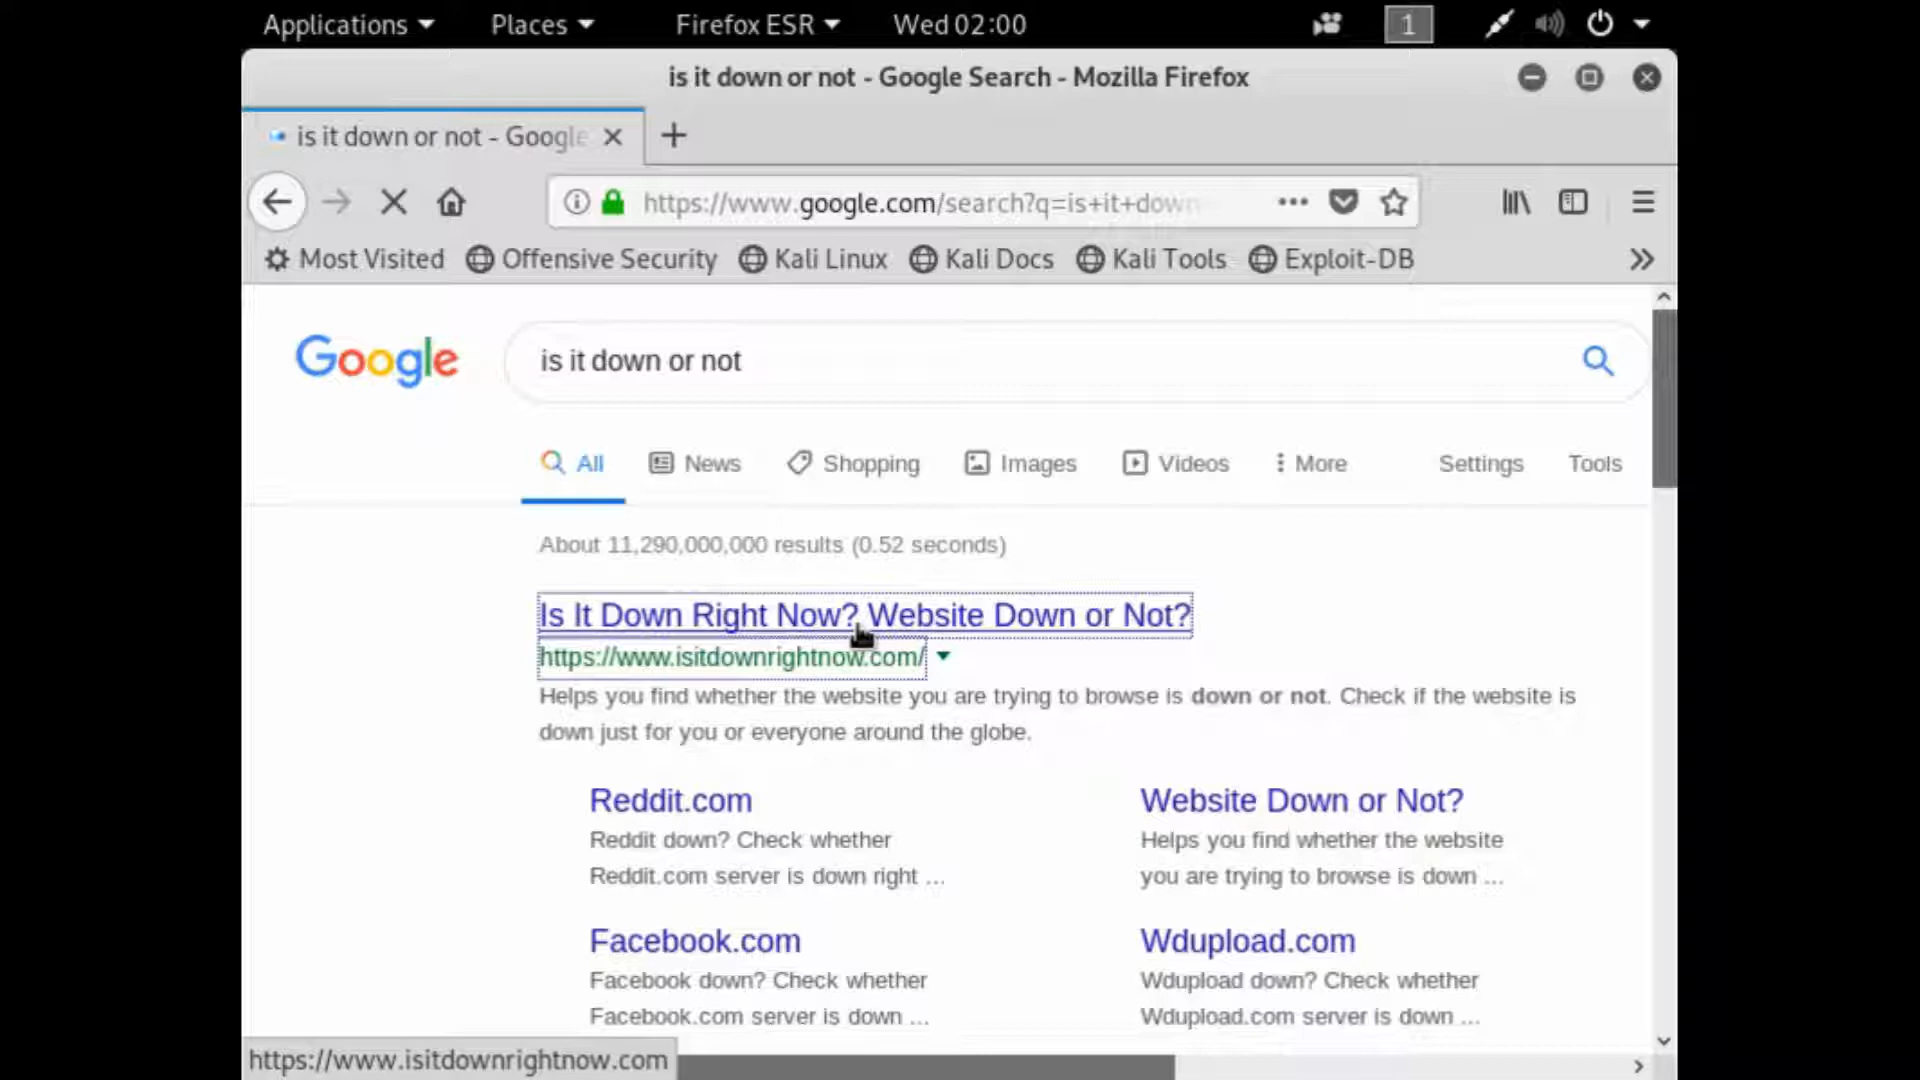 Applications Places Firefox ESR Wed 02:00 1
is it down or not - Google Search - Mozilla Firefox
is it down or not - Google
https://www.google.com/search?q=is+it+down
Most Visited Offensive Security Kali Linux Kali Docs Kali Tools Exploit-DB
Google is it down or not
All News Shopping Images Videos More Settings Tools
About 11,290,000,000 results (0.52 seconds)
Is It Down Right Now? Website Down or Not?
https://www.isitdownrightnow.com/
Helps you find whether the website you are trying to browse is down or not. Check if the website is
down just for you or everyone around the globe.
Reddit.com
Reddit down? Check whether
Reddit.com server is down right ...
Website Down or Not?
Helps you find whether the website
you are trying to browse is down ...
Facebook.com
Facebook down? Check whether
Facebook.com server is down ...
Wdupload.com
Wdupload down? Check whether
Wdupload.com server is down ...
https://www.isitdownrightnow.com